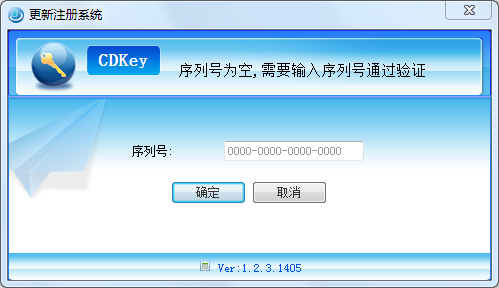 更新注册系统
CDKey
序列号为空,需要输入序列号通过验证
序列号:
0000-0000-0000-0000
确定
取消
Ver:1.2.3.1405